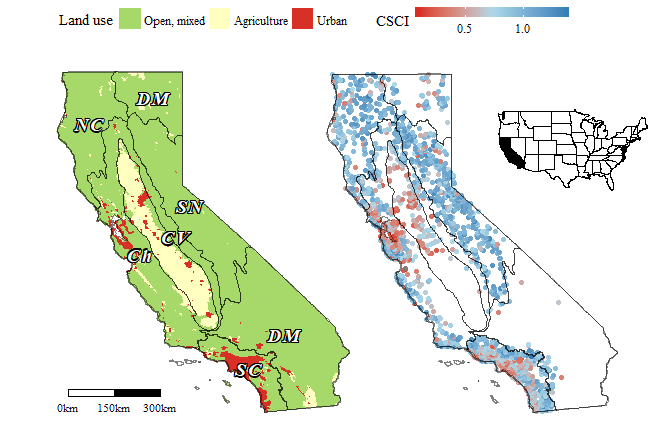 Land use Open, mixed Agriculture Urban CSCI
0.5 1.0
DM
NC
SN
CV
CH
DM
SC
0km 150km 300km